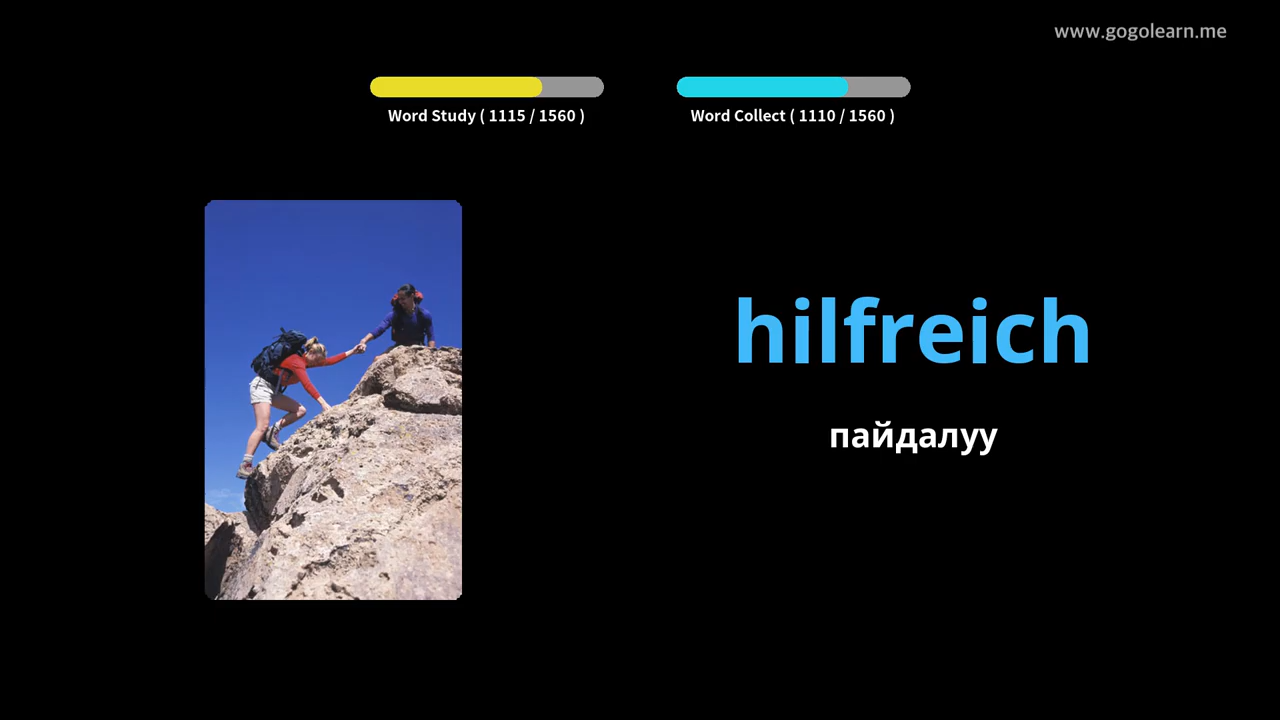 www.gogolearn.me
Word Study ( 1115 / 1560 )
Word Collect ( 1110 / 1560 )
hilfreich
пайдалуу